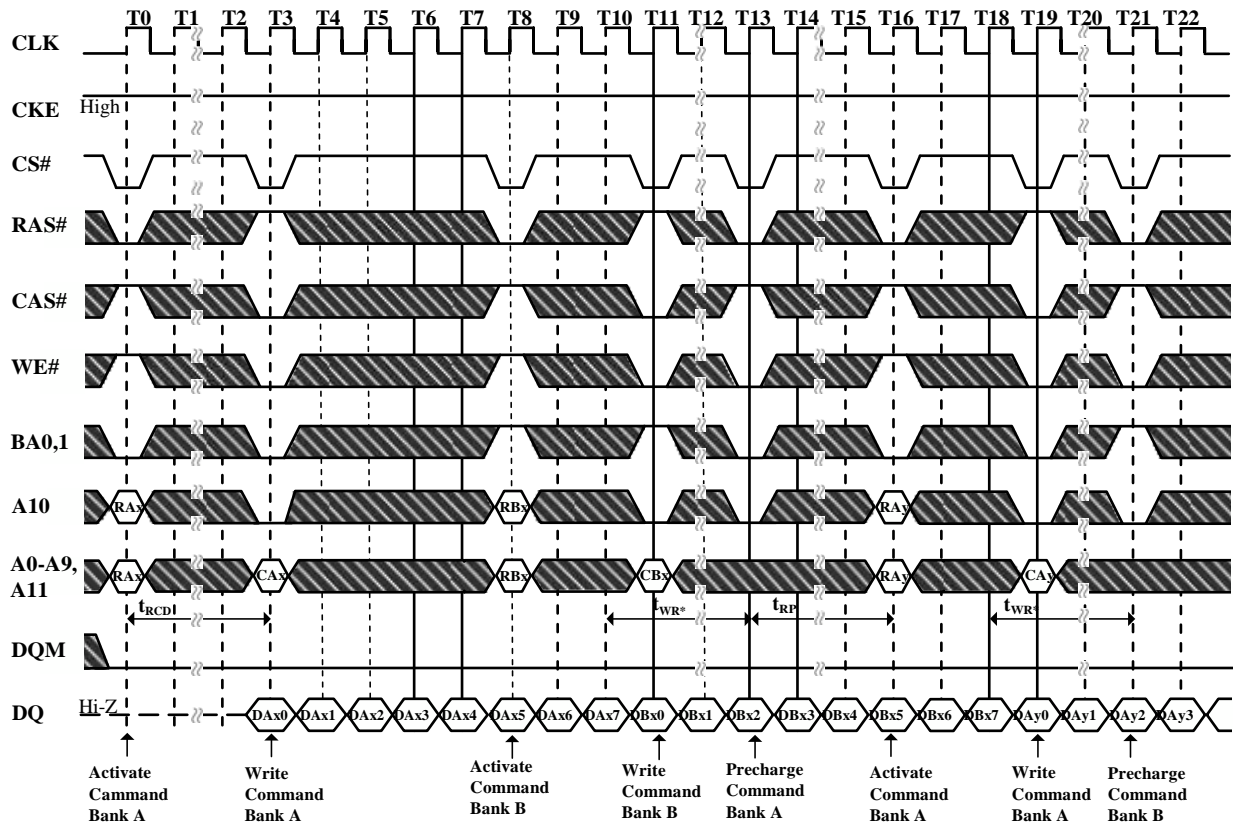 T0 T1 T2 T3 T4 T5 T6 T7 T8 T9 T10 T11 T12 T13 T14 T15 T16 T17 T18 T19 T20 T21 T22
CLK
CKE High
CS#
RAS#
CAS#
WE#
BA0,1
A10 RAx RBx RAy
A0-A9,
A11 RAx CAx RBx CBx RAy CAy
tRCD tWR* tRP tWR*
DQM
DQ Hi-Z DAx0 DAx1 DAx2 DAx3 DAx4 DAx5 DAx6 DAx7 DBx0 DBx1 DBx2 DBx3 DBx4 DBx5 DBx6 DBx7 DAy0 DAy1 DAy2 DAy3
Activate
Cammand
Bank A
Write
Command
Bank A
Activate
Command
Bank B
Write
Command
Bank B
Precharge
Command
Bank A
Activate
Command
Bank A
Write
Command
Bank A
Precharge
Command
Bank B